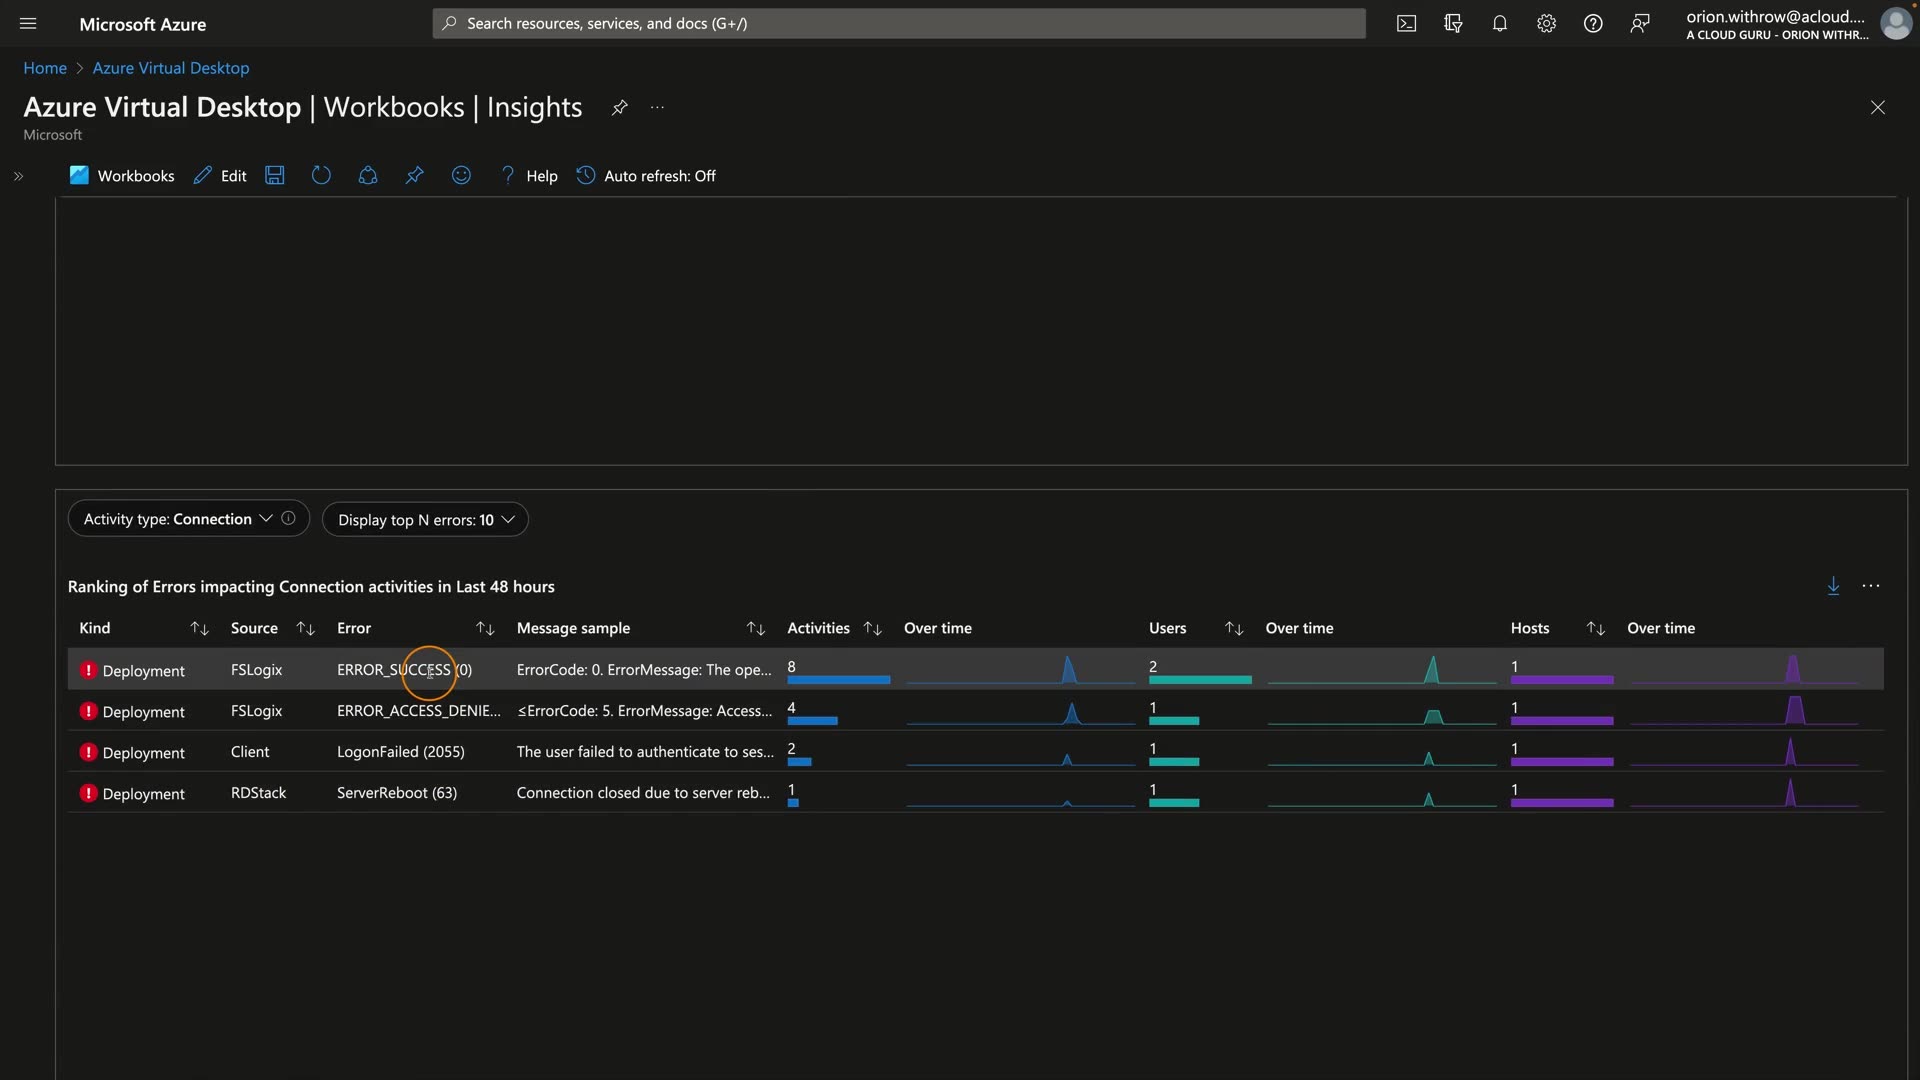 Microsoft Azure
Search resources, services, and docs (G+/)
orion.withrow@acloud....
A CLOUD GURU - ORION WITHR...
Home > Azure Virtual Desktop
Azure Virtual Desktop | Workbooks | Insights
Microsoft
Workbooks Edit Help Auto refresh: Off
Activity type: Connection Display top N errors: 10
Ranking of Errors impacting Connection activities in Last 48 hours
Kind Source Error Message sample Activities Over time Users Over time Hosts Over time
Deployment FSLogix ERROR_SUCCESS (0) ErrorCode: 0. ErrorMessage: The ope... 8 2 1
Deployment FSLogix ERROR_ACCESS_DENIE... ≤ErrorCode: 5. ErrorMessage: Access... 4 1 1
Deployment Client LogonFailed (2055) The user failed to authenticate to ses... 2 1 1
Deployment RDStack ServerReboot (63) Connection closed due to server reb... 1 1 1